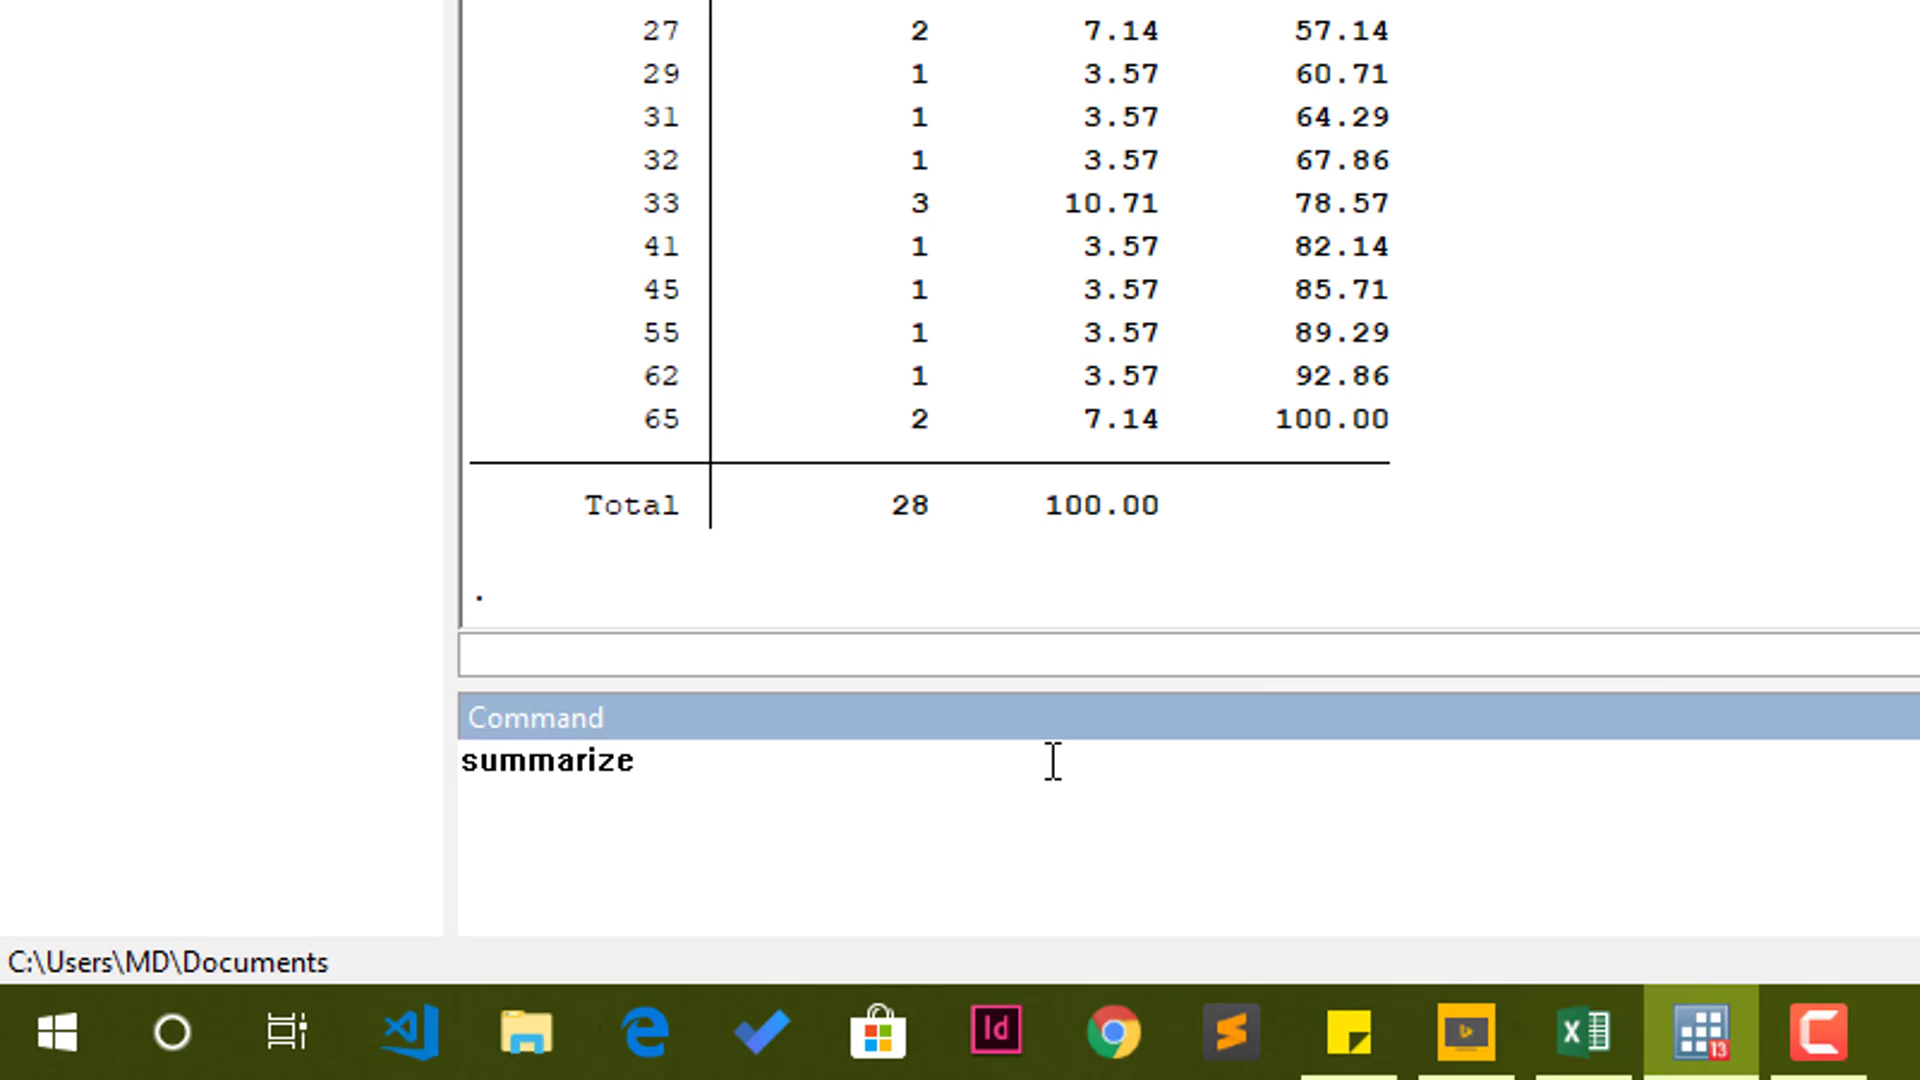 27 2 7.14 57.14
29 1 3.57 60.71
31 1 3.57 64.29
32 1 3.57 67.86
33 3 10.71 78.57
41 1 3.57 82.14
45 1 3.57 85.71
55 1 3.57 89.29
62 1 3.57 92.86
65 2 7.14 100.00
Total 28 100.00
.
Command
summarize
C:\Users\MD\Documents
Id
13